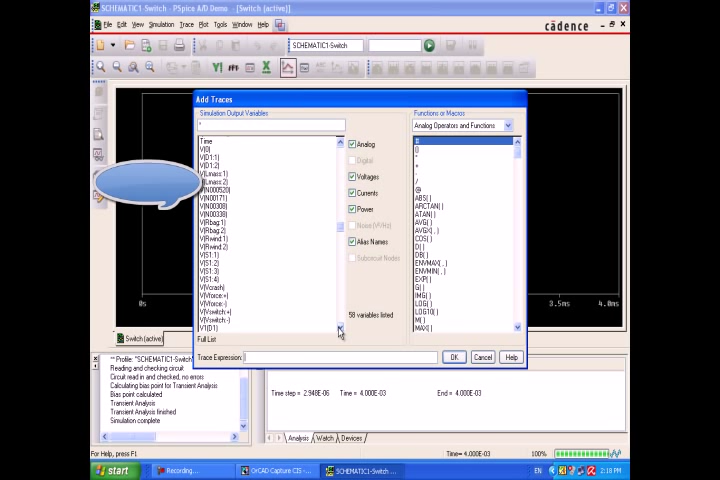 SCHEMATIC1-Switch - PSpice A/D Demo - [Switch (active)]
File Edit View Simulation Trace Plot Tools Window Help
cādence
SCHEMATIC1-Switch
Add Traces
Simulation Output Variables
*
Functions or Macros
Analog Operators and Functions
Time
V(0)
V(D1:1)
V(D1:2)
V(Lmass:1)
V(Lmass:2)
V(N000520)
V(N00171)
V(N00308)
V(N00338)
V(Rbag:1)
V(Rbag:2)
V(Rwind:1)
V(Rwind:2)
V(S1:1)
V(S1:2)
V(S1:3)
V(S1:4)
V(Vcrash)
V(Vforce:+)
V(Vforce:-)
V(Vswitch:+)
V(Vswitch:-)
V1(D1)
Full List
Analog
Digital
Voltages
Currents
Power
Noise (V²/Hz)
Alias Names
Subcircuit Nodes
58 variables listed
#
()
*
+
-
/
@
ABS( )
ARCTAN( )
ATAN( )
AVG( )
AVGX( , )
COS( )
D( )
DB( )
ENVMAX( , )
ENVMIN( , )
EXP( )
G( )
IMG( )
LOG( )
LOG10( )
M( )
MAX( )
Trace Expression:
OK Cancel Help
0s
3.5ms 4.0ms
Switch (active)
** Profile: "SCHEMATIC1-Switch"
Reading and checking circuit
Circuit read in and checked, no errors
Calculating bias point for Transient Analysis
Bias point calculated
Transient Analysis
Transient Analysis finished
Simulation complete
Time step = 2.948E-06 Time = 4.000E-03 End = 4.000E-03
Analysis Watch Devices
For Help, press F1
Time= 4.000E-03 100%
start
Recording...
OrCAD Capture CIS -...
SCHEMATIC1-Switch ...
EN
2:18 PM